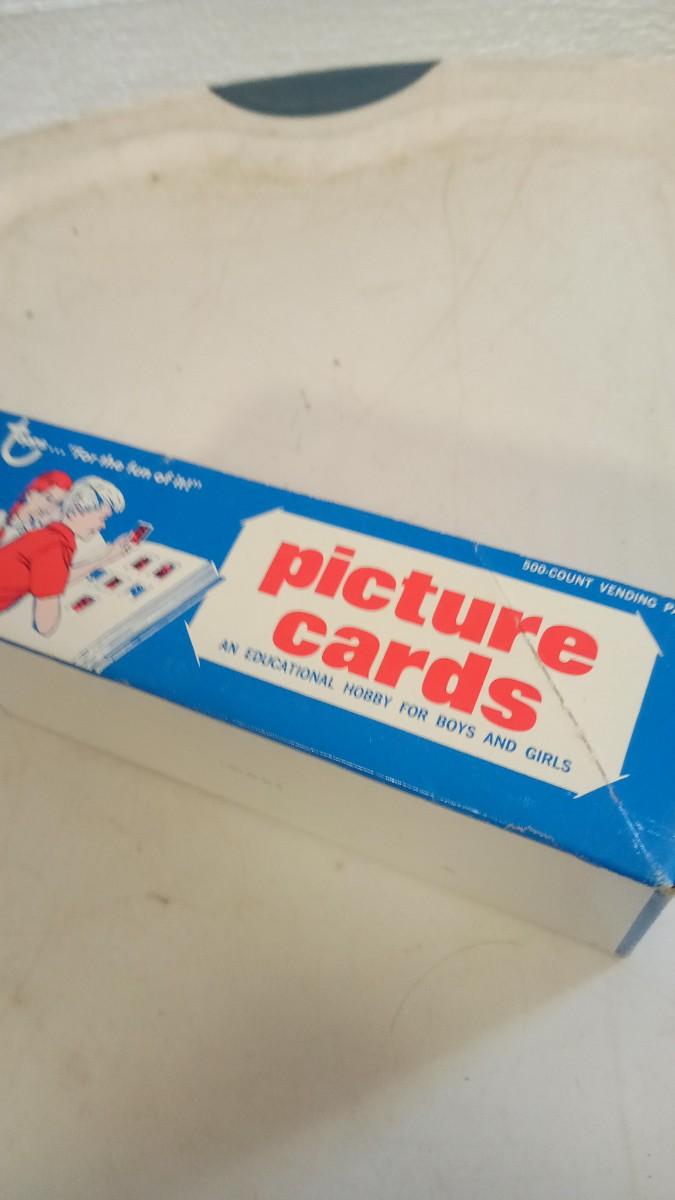 ... "For the fun of it!"
500-COUNT VENDING
picture
cards
AN EDUCATIONAL HOBBY FOR BOYS AND GIRLS